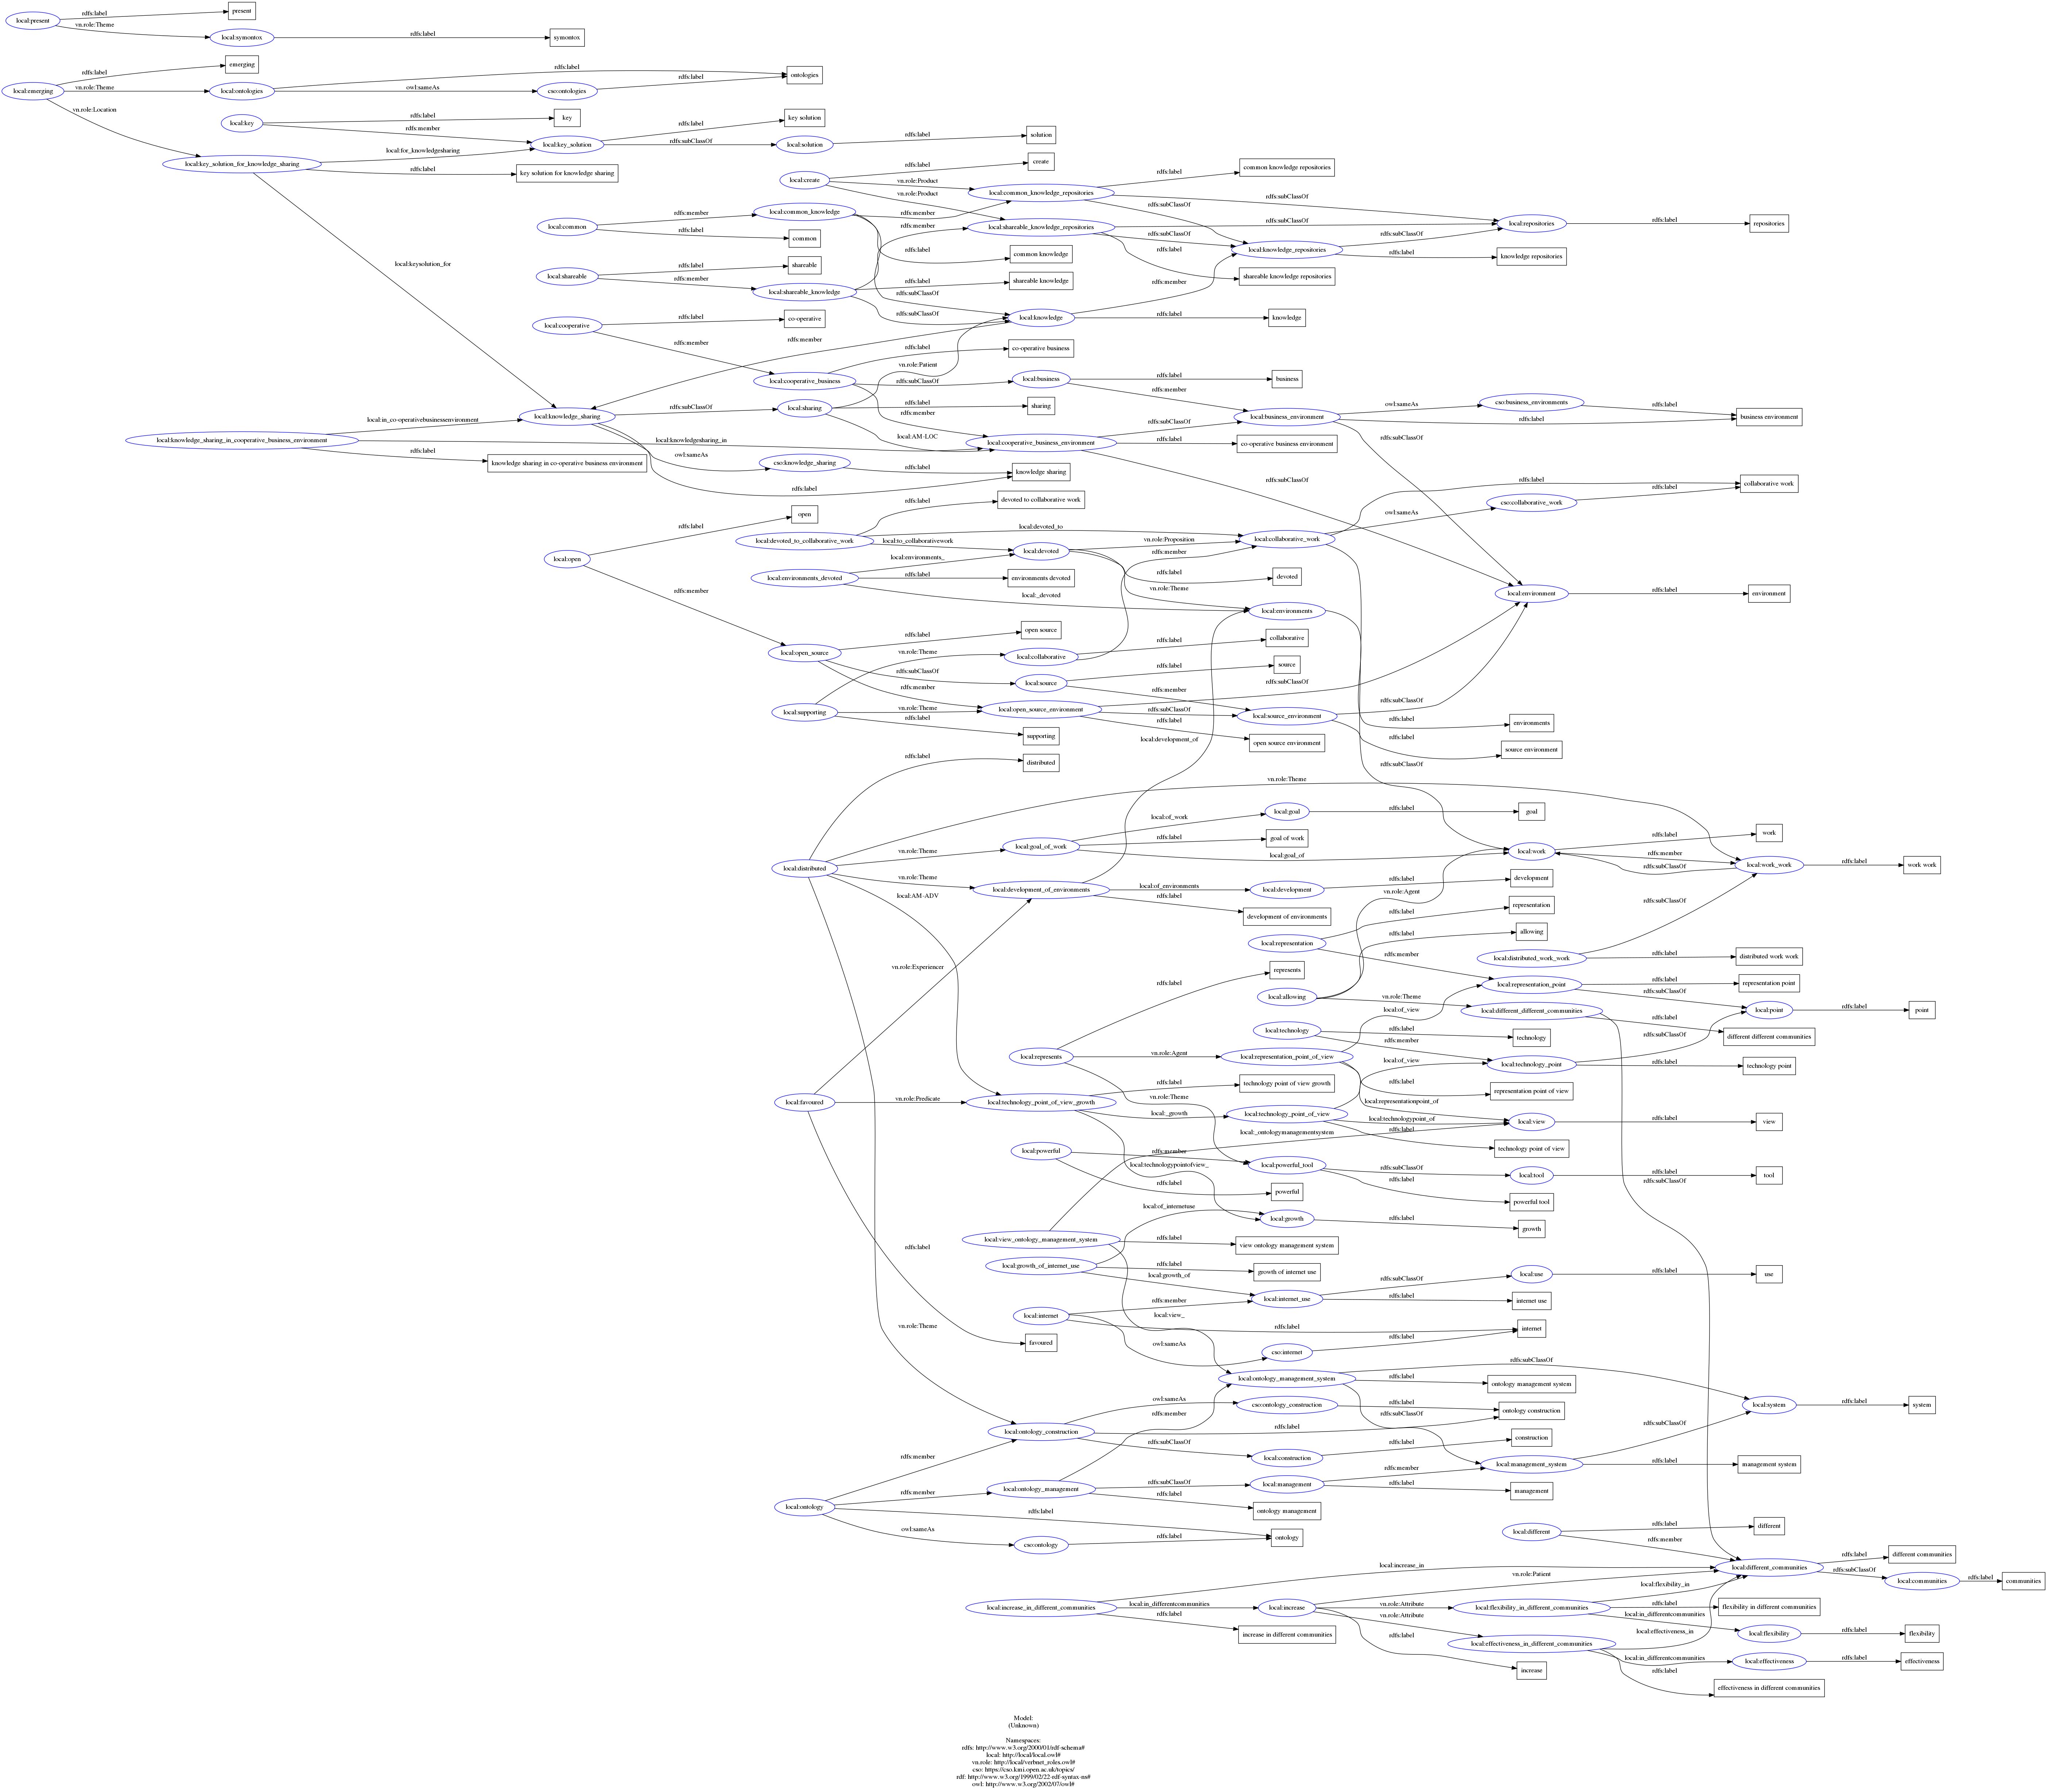 rdfs:label
present
local:present
vn.role:Theme
local:symontox
rdfs:label
symontox
rdfs:label
emerging
local:emerging
vn.role:Theme
local:ontologies
rdfs:label
ontologies
owl:sameAs
cso:ontologies
rdfs:label
vn.role:Location
local:key
rdfs:label
key
rdfs:member
local:key_solution
rdfs:label
key solution
rdfs:subClassOf
local:solution
rdfs:label
solution
local:key_solution_for_knowledge_sharing
local:for_knowledgesharing
rdfs:label
key solution for knowledge sharing
local:keysolution_for
local:create
rdfs:label
create
vn.role:Product
vn.role:Product
local:common_knowledge_repositories
rdfs:label
common knowledge repositories
rdfs:subClassOf
rdfs:subClassOf
local:common
rdfs:member
local:common_knowledge
rdfs:member
rdfs:label
common
rdfs:member
local:shareable_knowledge_repositories
rdfs:subClassOf
rdfs:subClassOf
rdfs:label
local:repositories
rdfs:label
repositories
local:knowledge_repositories
rdfs:subClassOf
rdfs:label
knowledge repositories
rdfs:label
common knowledge
shareable knowledge repositories
local:shareable
rdfs:label
shareable
rdfs:member
local:shareable_knowledge
rdfs:label
shareable knowledge
rdfs:subClassOf
rdfs:subClassOf
rdfs:member
local:knowledge
rdfs:label
knowledge
local:cooperative
rdfs:label
co-operative
rdfs:member
rdfs:member
rdfs:label
co-operative business
vn.role:Patient
local:cooperative_business
rdfs:subClassOf
local:business
rdfs:label
business
rdfs:member
rdfs:member
local:knowledge_sharing
rdfs:subClassOf
local:sharing
rdfs:label
sharing
local:AM-LOC
local:business_environment
owl:sameAs
cso:business_environments
rdfs:label
business environment
rdfs:label
rdfs:subClassOf
local:in_co-operativebusinessenvironment
local:knowledge_sharing_in_cooperative_business_environment
local:knowledgesharing_in
rdfs:label
knowledge sharing in co-operative business environment
local:cooperative_business_environment
rdfs:subClassOf
rdfs:label
co-operative business environment
rdfs:subClassOf
owl:sameAs
cso:knowledge_sharing
rdfs:label
knowledge sharing
rdfs:label
rdfs:label
devoted to collaborative work
local:open
rdfs:label
open
rdfs:member
local:devoted_to_collaborative_work
local:devoted_to
local:to_collaborativework
local:collaborative_work
rdfs:label
collaborative work
owl:sameAs
cso:collaborative_work
rdfs:label
local:devoted
vn.role:Proposition
rdfs:member
rdfs:label
devoted
vn.role:Theme
local:environments_
local:environments_devoted
rdfs:label
environments devoted
local:_devoted
local:environments
local:environment
rdfs:label
environment
rdfs:label
open source
local:open_source
vn.role:Theme
local:collaborative
rdfs:label
collaborative
rdfs:subClassOf
local:source
rdfs:label
source
rdfs:member
rdfs:member
rdfs:subClassOf
local:supporting
vn.role:Theme
rdfs:label
supporting
local:open_source_environment
rdfs:subClassOf
rdfs:label
open source environment
local:source_environment
rdfs:subClassOf
rdfs:label
environments
rdfs:label
source environment
local:development_of
rdfs:subClassOf
rdfs:label
distributed
vn.role:Theme
local:distributed
vn.role:Theme
local:goal_of_work
local:of_work
local:goal
rdfs:label
goal
rdfs:label
goal of work
local:goal_of
local:work
rdfs:label
work
rdfs:member
rdfs:subClassOf
local:work_work
rdfs:label
work work
vn.role:Theme
local:AM-ADV
local:development_of_environments
local:of_environments
local:development
rdfs:label
development
rdfs:label
development of environments
vn.role:Agent
rdfs:subClassOf
rdfs:label
representation
local:representation
rdfs:label
allowing
rdfs:member
local:distributed_work_work
rdfs:label
distributed work work
vn.role:Experiencer
rdfs:label
represents
local:allowing
vn.role:Theme
local:representation_point
rdfs:label
representation point
rdfs:subClassOf
local:point
rdfs:label
point
local:of_view
local:different_different_communities
rdfs:label
different different communities
rdfs:subClassOf
local:technology
rdfs:label
technology
rdfs:member
local:represents
vn.role:Agent
local:representation_point_of_view
local:of_view
local:technology_point
rdfs:label
technology point
rdfs:label
representation point of view
vn.role:Theme
rdfs:label
technology point of view growth
local:representationpoint_of
local:favoured
vn.role:Predicate
local:technology_point_of_view_growth
local:_growth
local:technology_point_of_view
local:technologypoint_of
local:view
rdfs:label
view
local:_ontologymanagementsystem
rdfs:label
technology point of view
local:powerful
rdfs:member
local:technologypointofview_
rdfs:label
powerful
local:powerful_tool
rdfs:subClassOf
local:tool
rdfs:label
tool
rdfs:subClassOf
rdfs:label
powerful tool
local:of_internetuse
local:growth
rdfs:label
growth
rdfs:label
local:view_ontology_management_system
rdfs:label
view ontology management system
local:growth_of_internet_use
rdfs:label
growth of internet use
local:growth_of
rdfs:subClassOf
local:use
rdfs:label
use
local:internet_use
rdfs:label
internet use
local:internet
rdfs:member
local:view_
rdfs:label
internet
vn.role:Theme
favoured
owl:sameAs
cso:internet
rdfs:label
local:ontology_management_system
rdfs:subClassOf
rdfs:label
ontology management system
rdfs:subClassOf
owl:sameAs
cso:ontology_construction
rdfs:label
ontology construction
rdfs:member
local:system
rdfs:label
system
local:ontology_construction
rdfs:label
rdfs:subClassOf
local:construction
rdfs:label
construction
rdfs:subClassOf
rdfs:member
local:management_system
rdfs:label
management system
rdfs:member
local:ontology
rdfs:member
local:ontology_management
rdfs:subClassOf
local:management
rdfs:label
management
rdfs:label
ontology management
rdfs:label
ontology
owl:sameAs
cso:ontology
rdfs:label
local:different
rdfs:label
different
rdfs:member
local:increase_in
vn.role:Patient
local:different_communities
rdfs:label
different communities
rdfs:subClassOf
local:communities
rdfs:label
communities
local:flexibility_in
local:increase_in_different_communities
local:in_differentcommunities
rdfs:label
increase in different communities
local:increase
vn.role:Attribute
vn.role:Attribute
local:flexibility_in_different_communities
rdfs:label
flexibility in different communities
local:in_differentcommunities
local:flexibility
rdfs:label
flexibility
local:effectiveness_in
rdfs:label
increase
local:effectiveness_in_different_communities
local:in_differentcommunities
local:effectiveness
rdfs:label
effectiveness
rdfs:label
effectiveness in different communities
Model:
(Unknown)
Namespaces:
rdfs: http://www.w3.org/2000/01/rdf-schema#
local: http://local/local.owl#
vn.role: http://local/verbnet_roles.owl#
cso: https://cso.kmi.open.ac.uk/topics/
rdf: http://www.w3.org/1999/02/22-rdf-syntax-ns#
owl: http://www.w3.org/2002/07/owl#